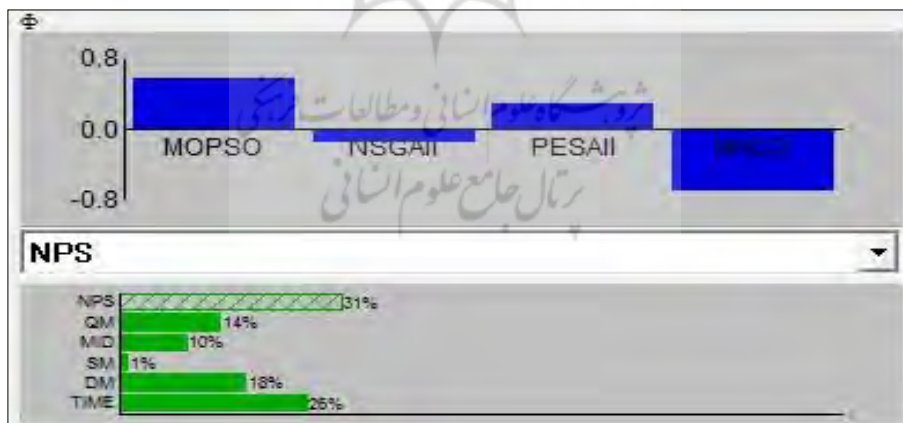 Φ
0.8
0.0
-0.8
MOPSO NSGAII PESAII
پژوهشگاه علوم انسانی و مطالعات فرهنگی
پرتال جامع علوم انسانی
NPS
NPS 31%
QM 14%
MID 10%
SM 1%
DM 18%
TIME 26%